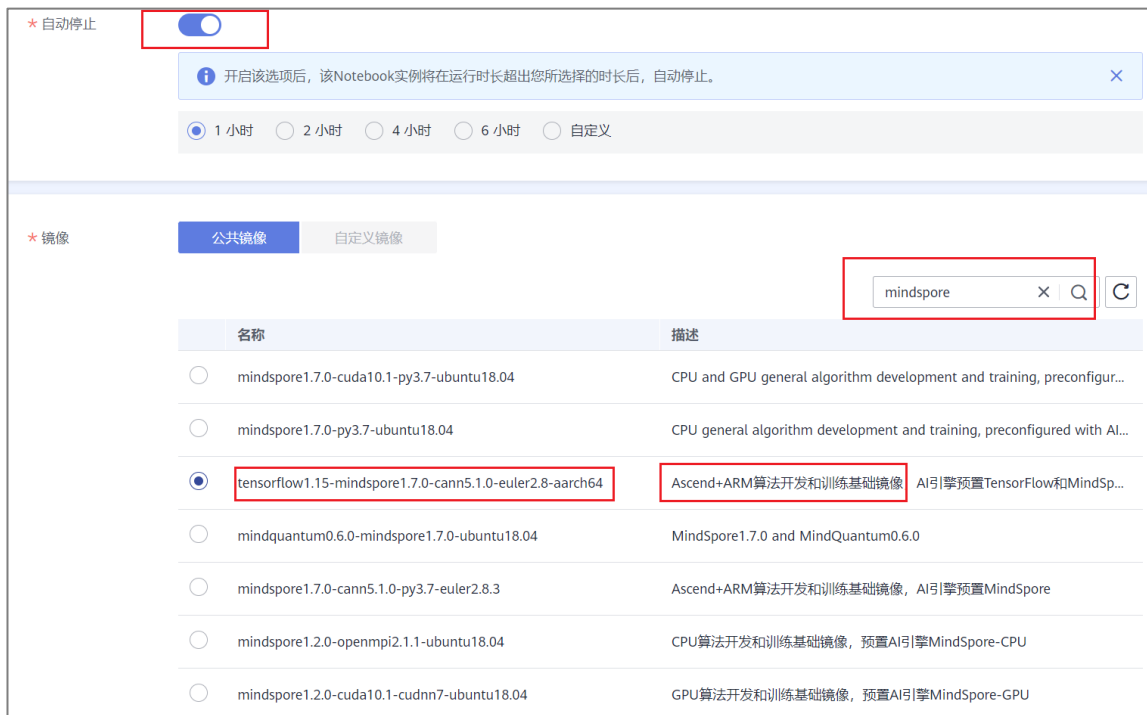 * 自动停止
开启该选项后，该Notebook实例将在运行时长超出您所选择的时长后，自动停止。
1 小时 2 小时 4 小时 6 小时 自定义
* 镜像 公共镜像 自定义镜像
mindspore
名称 描述
mindspore1.7.0-cuda10.1-py3.7-ubuntu18.04 CPU and GPU general algorithm development and training, preconfigur...
mindspore1.7.0-py3.7-ubuntu18.04 CPU general algorithm development and training, preconfigured with AI...
tensorflow1.15-mindspore1.7.0-cann5.1.0-euler2.8-aarch64 Ascend+ARM算法开发和训练基础镜像，AI引擎预置TensorFlow和MindSp...
mindquantum0.6.0-mindspore1.7.0-ubuntu18.04 MindSpore1.7.0 and MindQuantum0.6.0
mindspore1.7.0-cann5.1.0-py3.7-euler2.8.3 Ascend+ARM算法开发和训练基础镜像，AI引擎预置MindSpore
mindspore1.2.0-openmpi2.1.1-ubuntu18.04 CPU算法开发和训练基础镜像，预置AI引擎MindSpore-CPU
mindspore1.2.0-cuda10.1-cudnn7-ubuntu18.04 GPU算法开发和训练基础镜像，预置AI引擎MindSpore-GPU